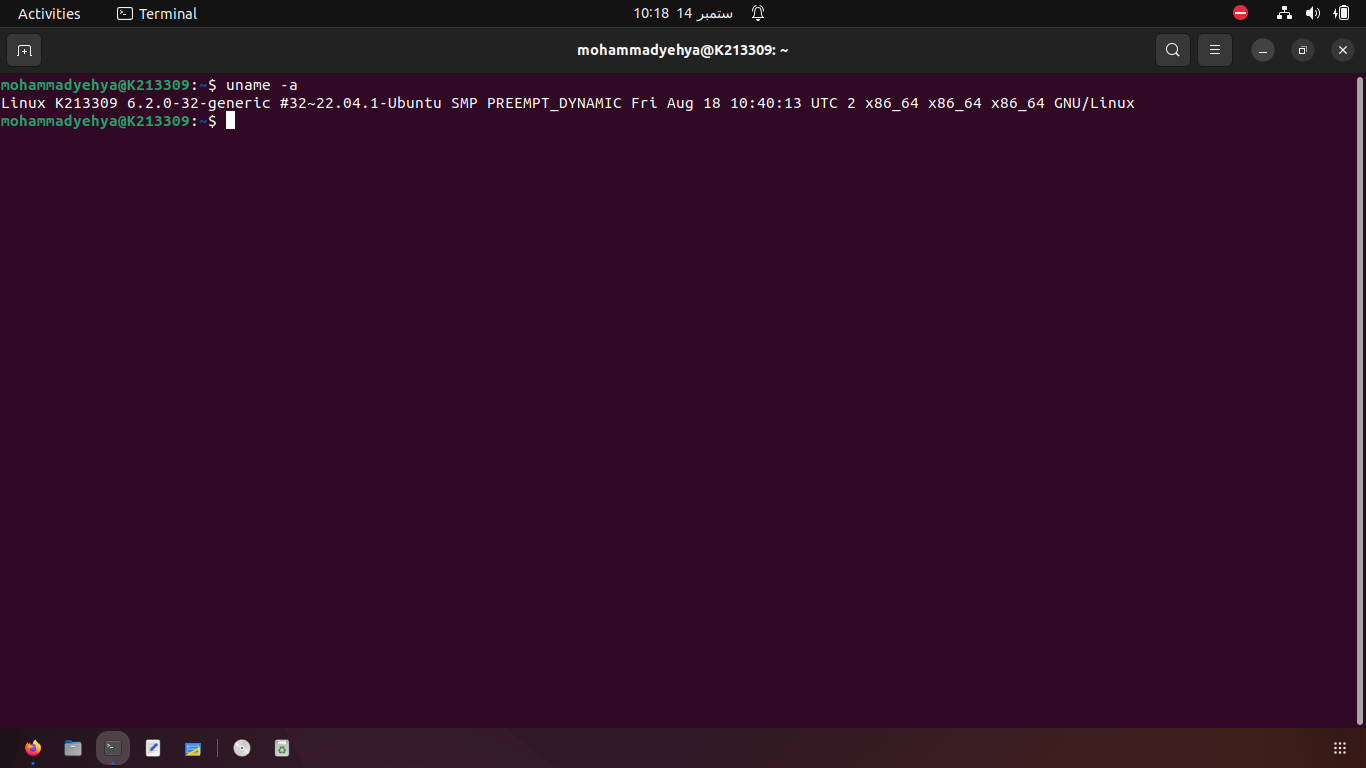 Activities
Terminal
10:18 14 ستمبر
mohammadyehya@K213309: ~
mohammadyehya@K213309:~$ uname -a
Linux K213309 6.2.0-32-generic #32~22.04.1-Ubuntu SMP PREEMPT_DYNAMIC Fri Aug 18 10:40:13 UTC 2 x86_64 x86_64 x86_64 GNU/Linux
mohammadyehya@K213309:~$